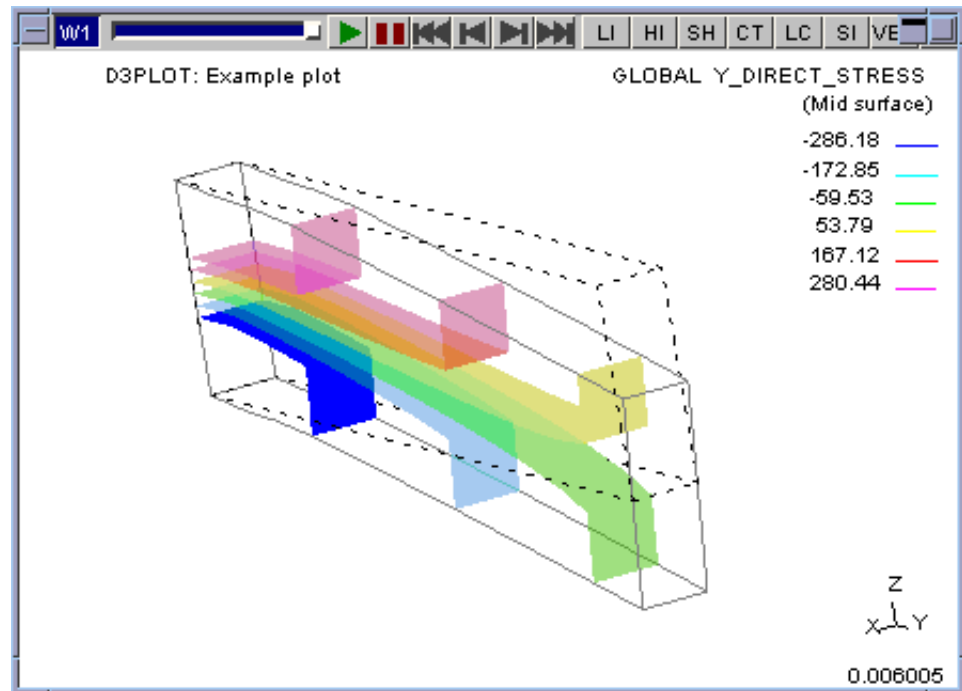 W1 LI HI SH CT LC SI VE
D3PLOT: Example plot
GLOBAL Y_DIRECT_STRESS
(Mid surface)
-286.18
-172.85
-59.53
53.79
167.12
280.44
Z
X Y
0.006005